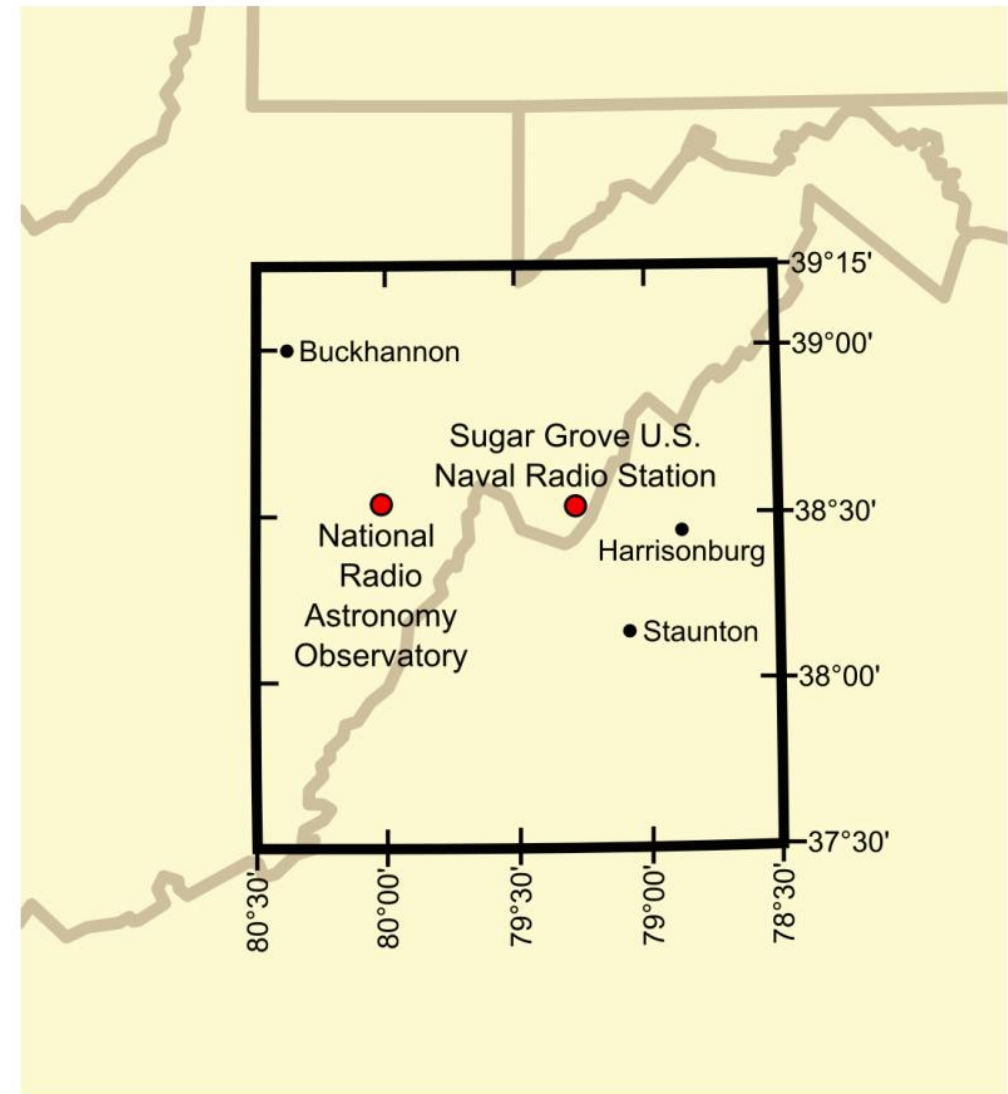 39°15'
39°00'
Buckhannon
Sugar Grove U.S.
Naval Radio Station
38°30'
National
Radio
Astronomy
Observatory
Harrisonburg
Staunton
38°00'
37°30'
80°30'
80°00'
79°30'
79°00'
78°30'